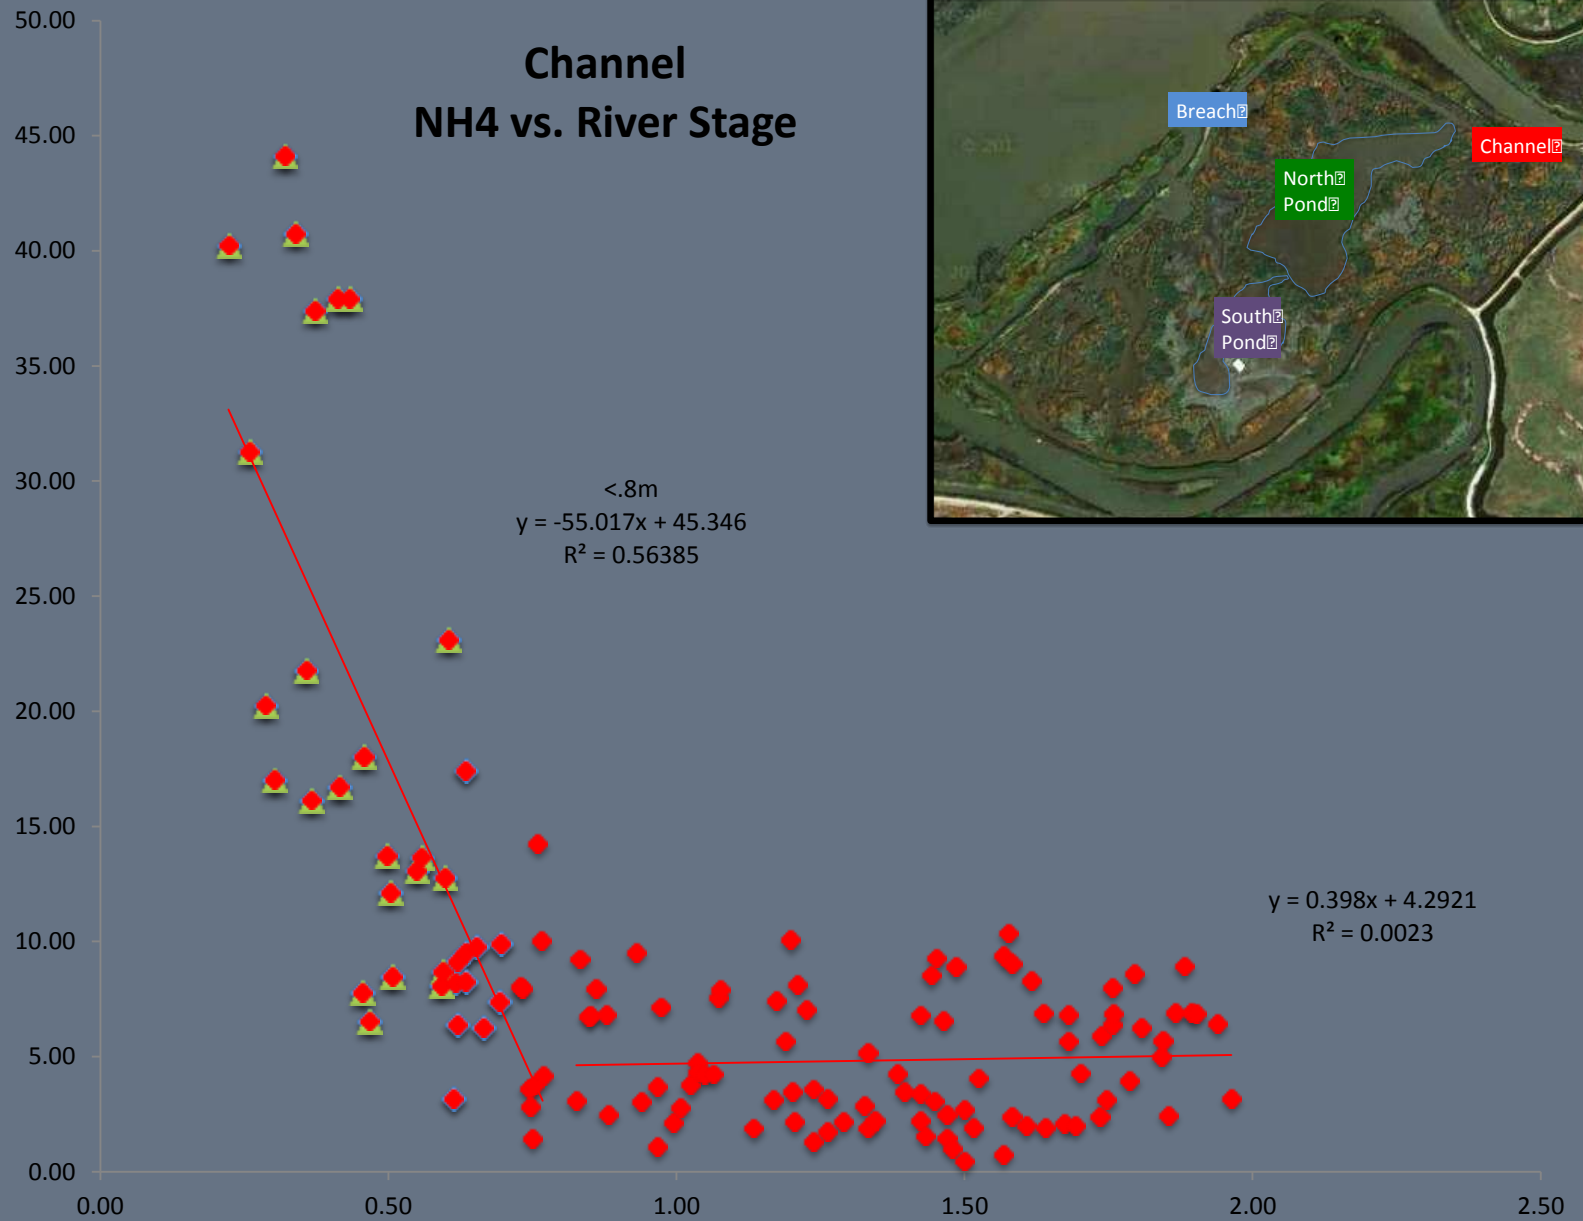 Channel
NH4 vs. River Stage
50.00
45.00
40.00
35.00
30.00
25.00
20.00
15.00
10.00
5.00
0.00
0.00 0.50 1.00 1.50 2.00 2.50
<.8m
y = -55.017x + 45.346
R² = 0.56385
y = 0.398x + 4.2921
R² = 0.0023
Breach
Channel
North
Pond
South
Pond